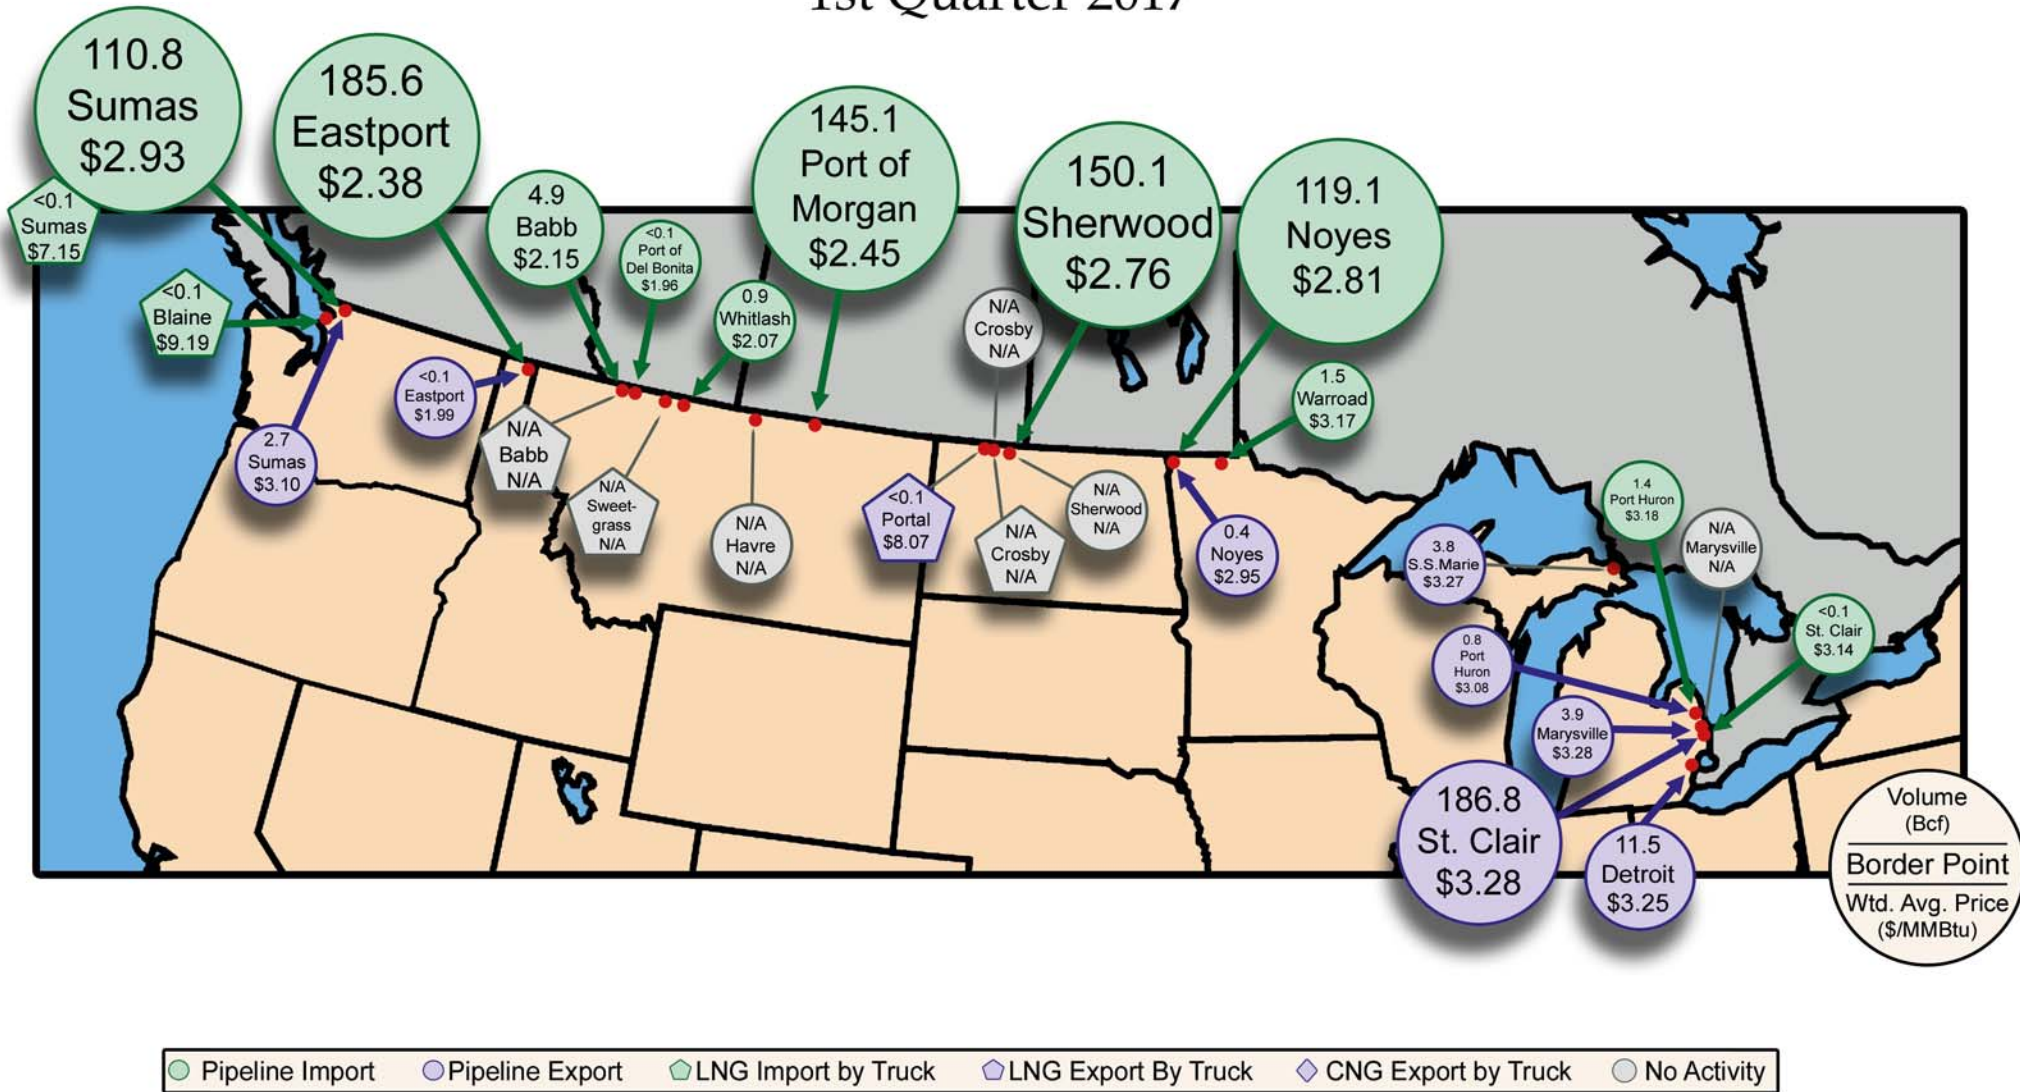 1st Quarter 2017
110.8
Sumas
$2.93
185.6
Eastport
$2.38
<0.1
Sumas
$7.15
<0.1
Blaine
$9.19
4.9
Babb
$2.15
<0.1
Port of
Del Bonita
$1.96
0.9
Whitlash
$2.07
145.1
Port of
Morgan
$2.45
N/A
Crosby
N/A
150.1
Sherwood
$2.76
119.1
Noyes
$2.81
1.5
Warroad
$3.17
2.7
Sumas
$3.10
<0.1
Eastport
$1.99
N/A
Babb
N/A
N/A
Sweet-
grass
N/A
N/A
Havre
N/A
<0.1
Portal
$8.07
N/A
Crosby
N/A
N/A
Sherwood
N/A
0.4
Noyes
$2.95
3.8
S.S.Marie
$3.27
1.4
Port Huron
$3.18
N/A
Marysville
N/A
<0.1
St. Clair
$3.14
0.8
Port
Huron
$3.08
3.9
Marysville
$3.28
186.8
St. Clair
$3.28
11.5
Detroit
$3.25
Volume
(Bcf)
Border Point
Wtd. Avg. Price
($/MMBtu)
Pipeline Import
Pipeline Export
LNG Import by Truck
LNG Export By Truck
CNG Export by Truck
No Activity